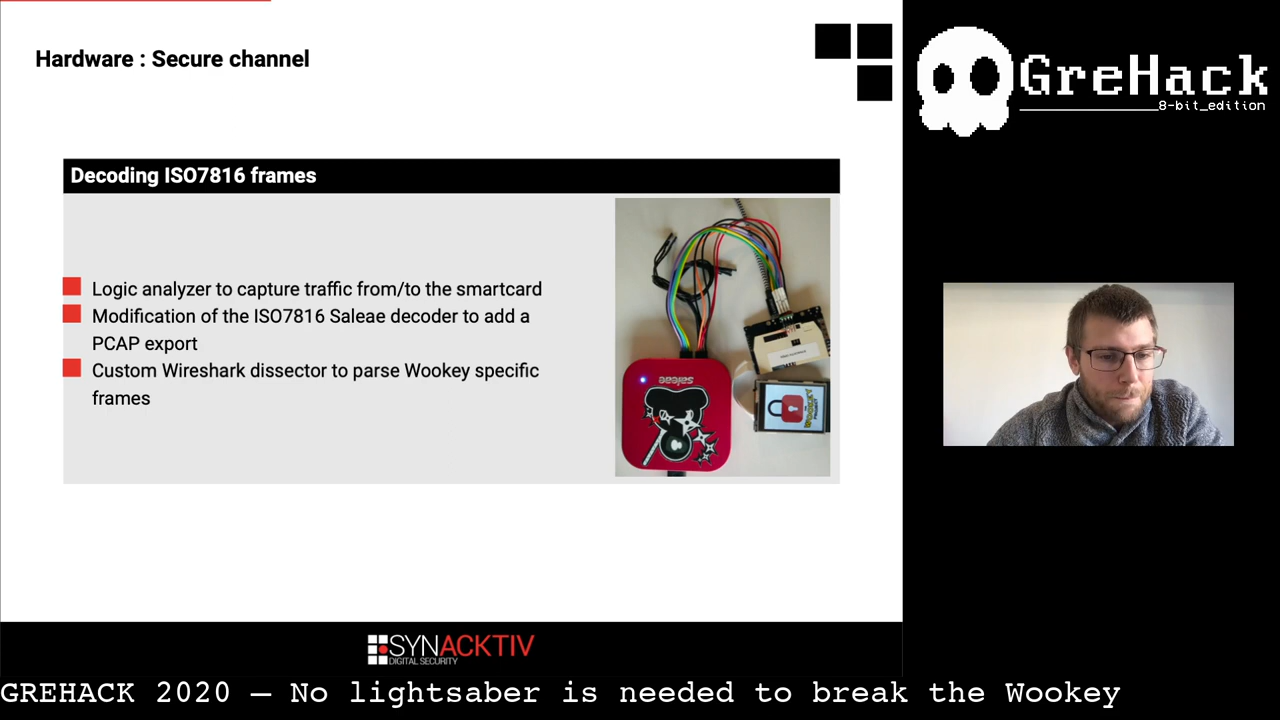 Hardware : Secure channel
GreHack
8-bit_edition
Decoding ISO7816 frames
Logic analyzer to capture traffic from/to the smartcard
Modification of the ISO7816 Saleae decoder to add a
PCAP export
Custom Wireshark dissector to parse Wookey specific
frames
saleae
WOOKEY
PROJECT
SYNACKTIV
DIGITAL SECURITY
GREHACK 2020 – No lightsaber is needed to break the Wookey